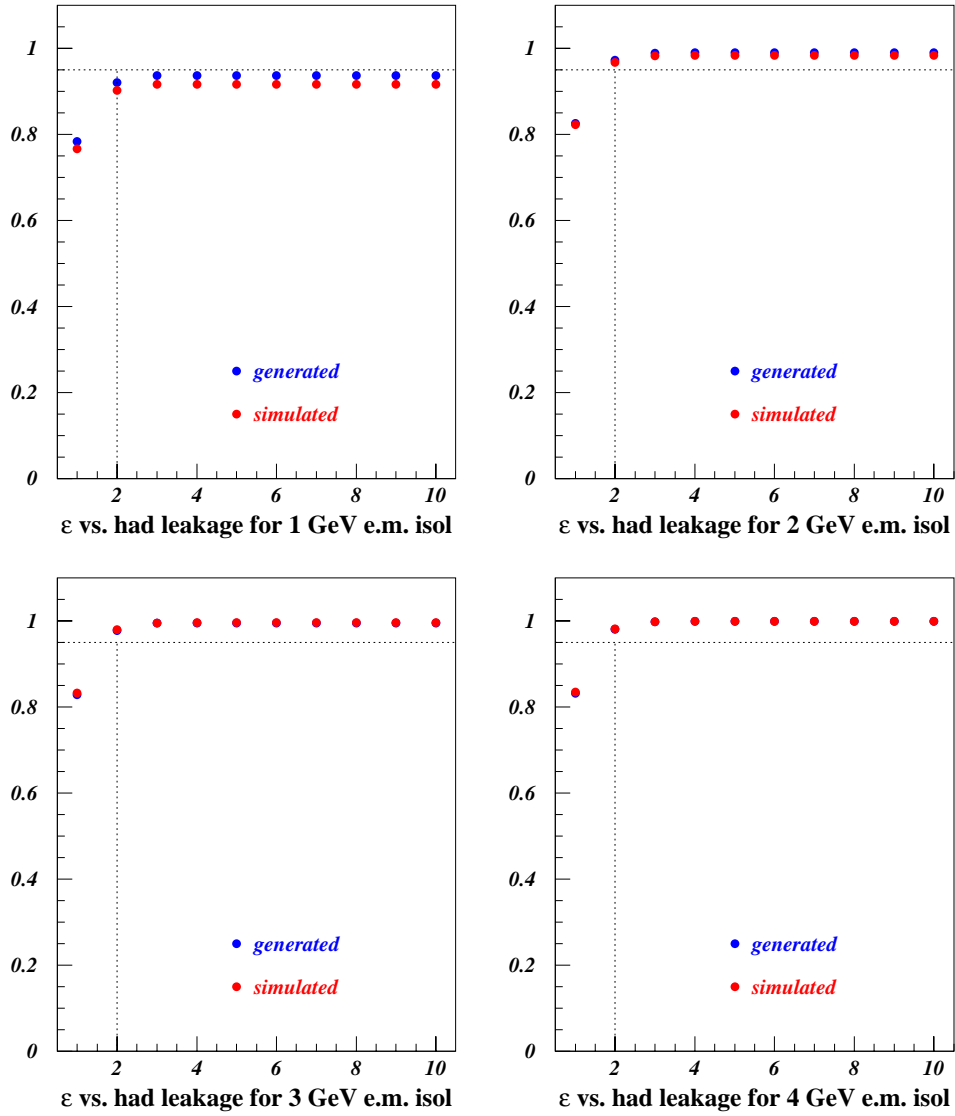 1
0.8
0.6
0.4
generated
0.2
simulated
0
2 4 6 8 10
ε vs. had leakage for 1 GeV e.m. isol
1
0.8
0.6
0.4
generated
0.2
simulated
0
2 4 6 8 10
ε vs. had leakage for 2 GeV e.m. isol
1
0.8
0.6
0.4
generated
0.2
simulated
0
2 4 6 8 10
ε vs. had leakage for 3 GeV e.m. isol
1
0.8
0.6
0.4
generated
0.2
simulated
0
2 4 6 8 10
ε vs. had leakage for 4 GeV e.m. isol